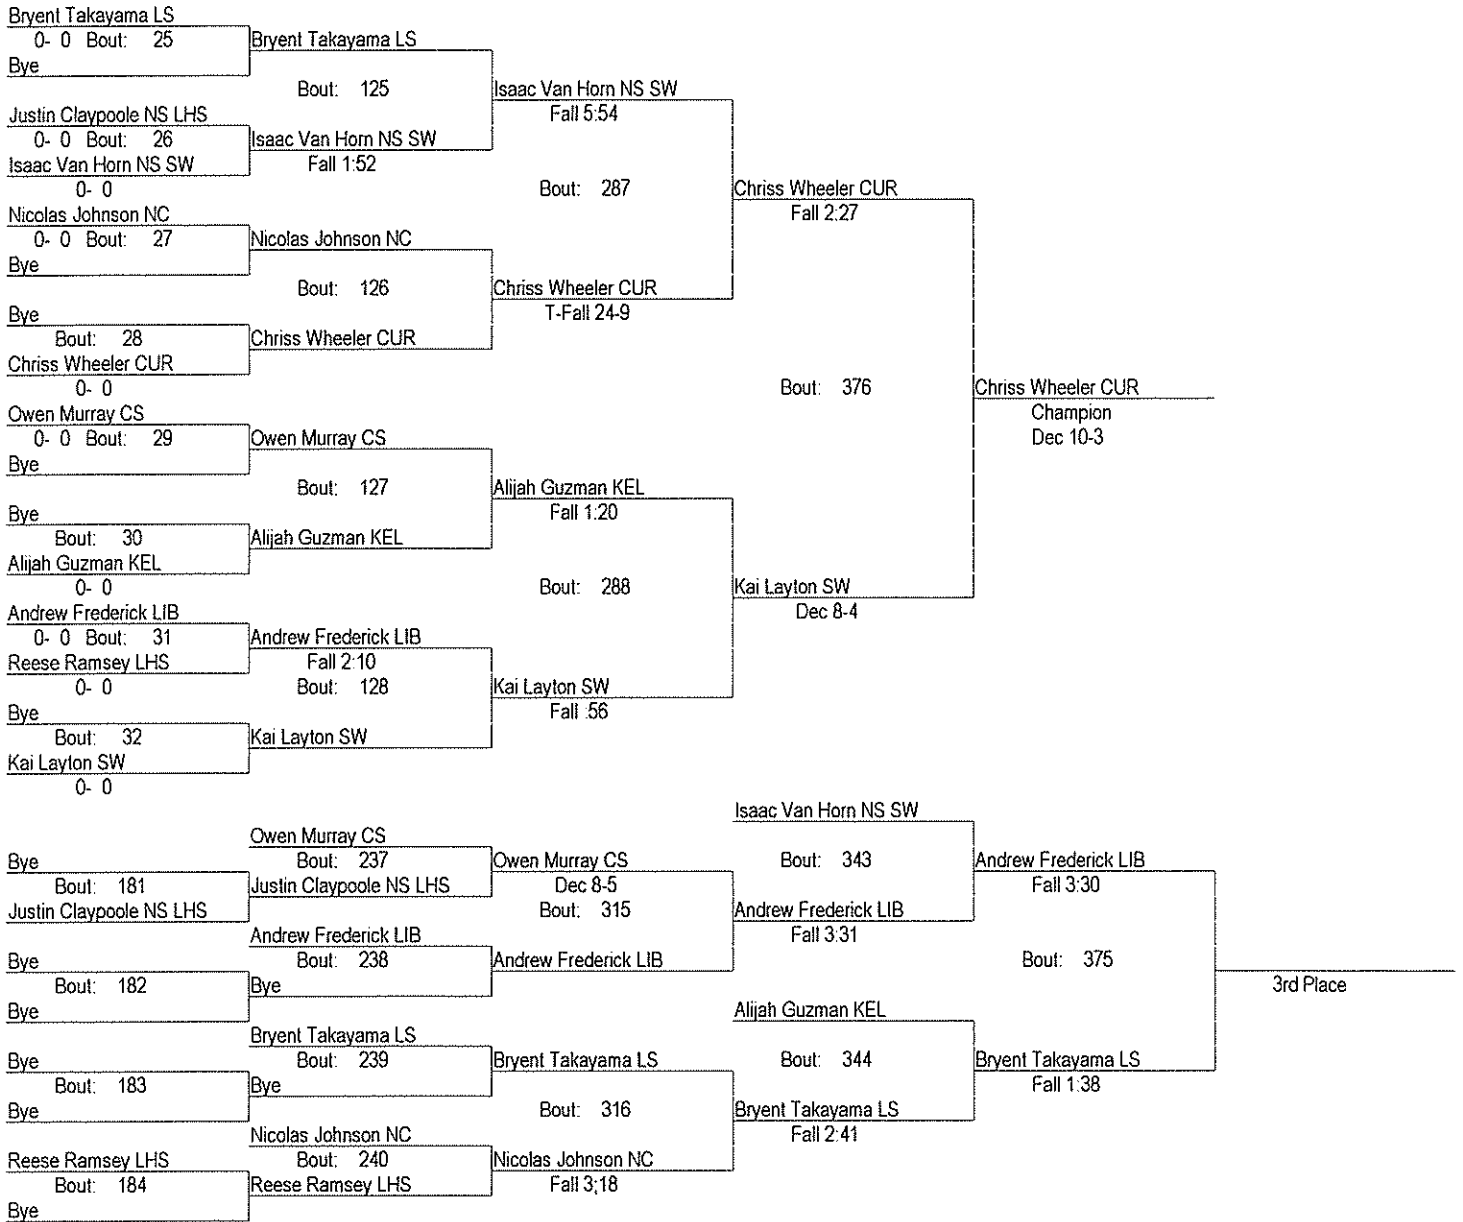 Bryent Takayama LS
0- 0 Bout: 25
Bye
Bryent Takayama LS
Bout: 125
Justin Claypoole NS LHS
0- 0 Bout: 26
Isaac Van Horn NS SW
0- 0
Isaac Van Horn NS SW
Fall 1:52
Isaac Van Horn NS SW
Fall 5:54
Bout: 287
Nicolas Johnson NC
0- 0 Bout: 27
Bye
Nicolas Johnson NC
Bout: 126
Bye
Bout: 28
Chriss Wheeler CUR
0- 0
Chriss Wheeler CUR
Chriss Wheeler CUR
T-Fall 24-9
Chriss Wheeler CUR
Fall 2:27
Bout: 376
Chriss Wheeler CUR
Champion
Dec 10-3
Owen Murray CS
0- 0 Bout: 29
Bye
Owen Murray CS
Bout: 127
Bye
Bout: 30
Alijah Guzman KEL
0- 0
Alijah Guzman KEL
Alijah Guzman KEL
Fall 1:20
Bout: 288
Kai Layton SW
Dec 8-4
Andrew Frederick LIB
0- 0 Bout: 31
Reese Ramsey LHS
0- 0
Andrew Frederick LIB
Fall 2:10
Bout: 128
Bye
Bout: 32
Kai Layton SW
0- 0
Kai Layton SW
Kai Layton SW
Fall :56
Bye
Bout: 181
Justin Claypoole NS LHS
Owen Murray CS
Bout: 237
Justin Claypoole NS LHS
Owen Murray CS
Dec 8-5
Bout: 315
Bye
Bout: 182
Bye
Andrew Frederick LIB
Bout: 238
Bye
Andrew Frederick LIB
Isaac Van Horn NS SW
Bout: 343
Andrew Frederick LIB
Fall 3:31
Andrew Frederick LIB
Fall 3:30
Bout: 375
3rd Place
Bye
Bout: 183
Bye
Bryent Takayama LS
Bout: 239
Bye
Bryent Takayama LS
Bout: 316
Reese Ramsey LHS
Bout: 184
Bye
Nicolas Johnson NC
Bout: 240
Reese Ramsey LHS
Nicolas Johnson NC
Fall 3;18
Alijah Guzman KEL
Bout: 344
Bryent Takayama LS
Fall 2:41
Bryent Takayama LS
Fall 1:38